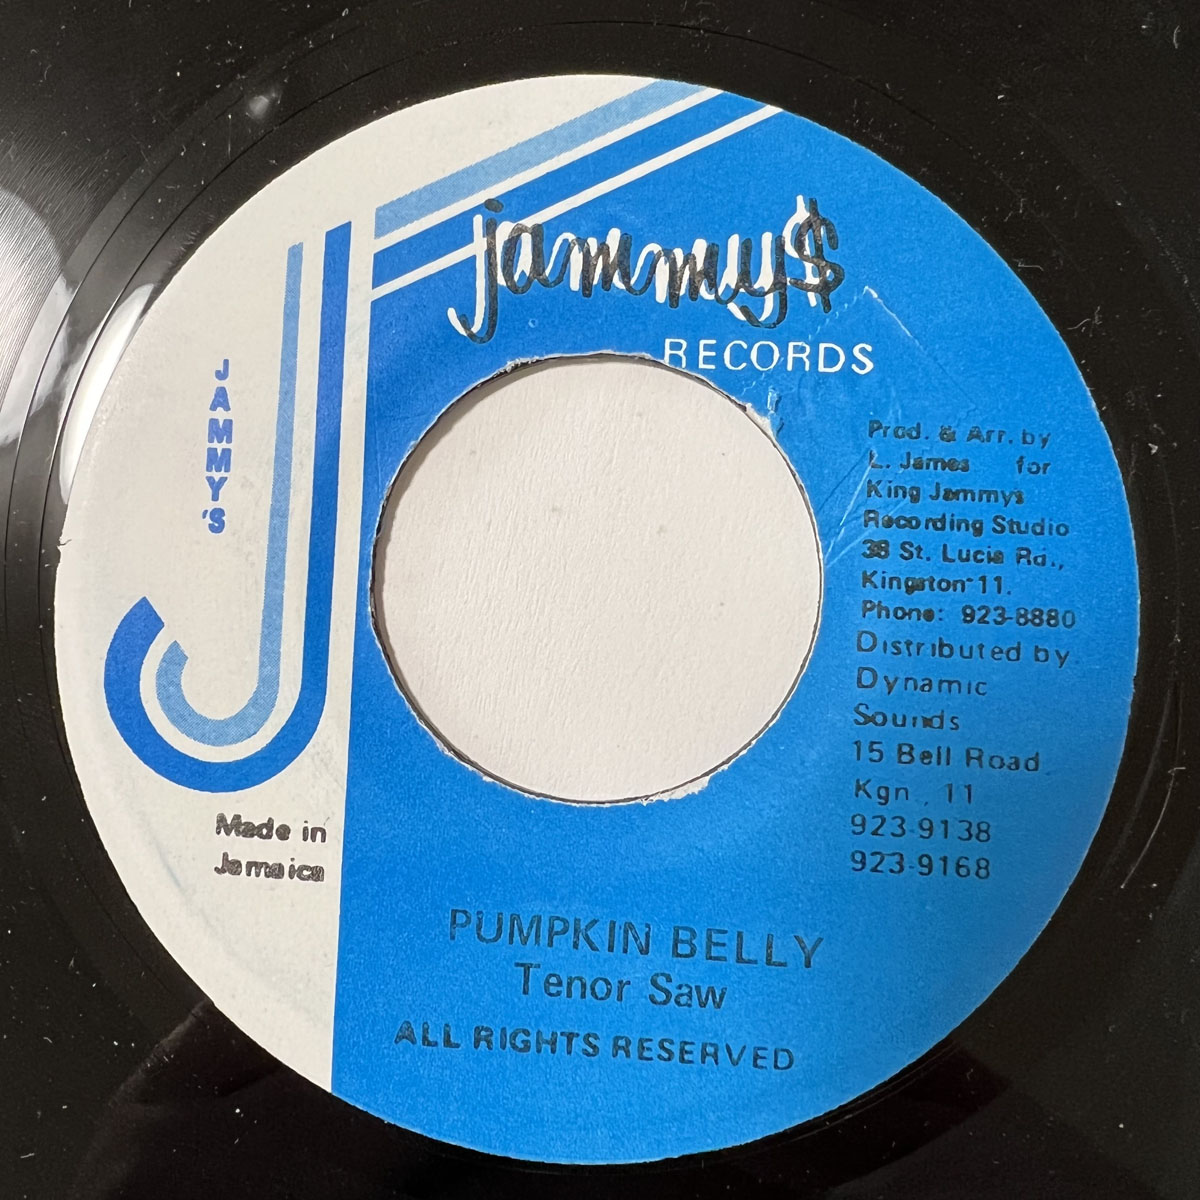 jammy$
RECORDS
JAMMY'S
Prod. & Arr. by
L. James for
King Jammys
Recording Studio
38 St. Lucia Rd.,
Kingston 11.
Phone: 923-8880
Distributed by
Dynamic
Sounds
15 Bell Road
Kgn. 11
923-9138
923-9168
Made in
Jamaica
PUMPKIN BELLY
Tenor Saw
ALL RIGHTS RESERVED